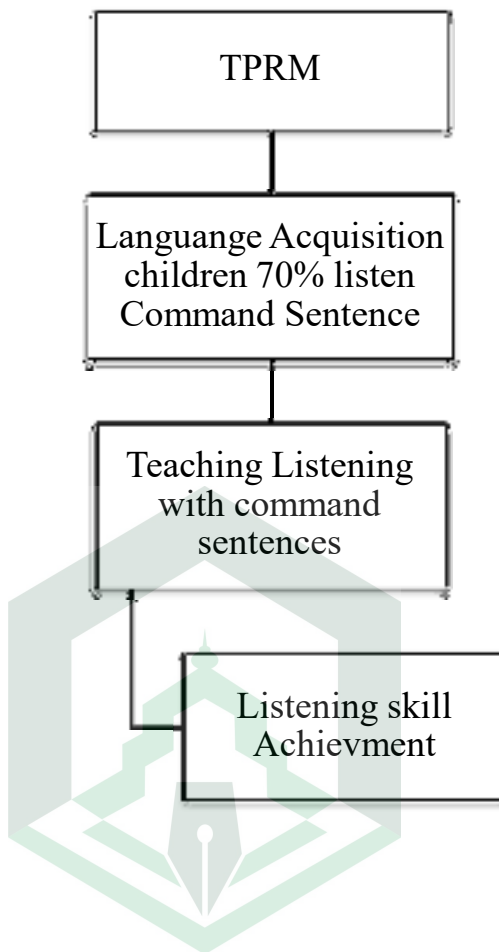 TPRM
Languange Acquisition
children 70% listen
Command Sentence
Teaching Listening
with command
sentences
Listening skill
Achievment